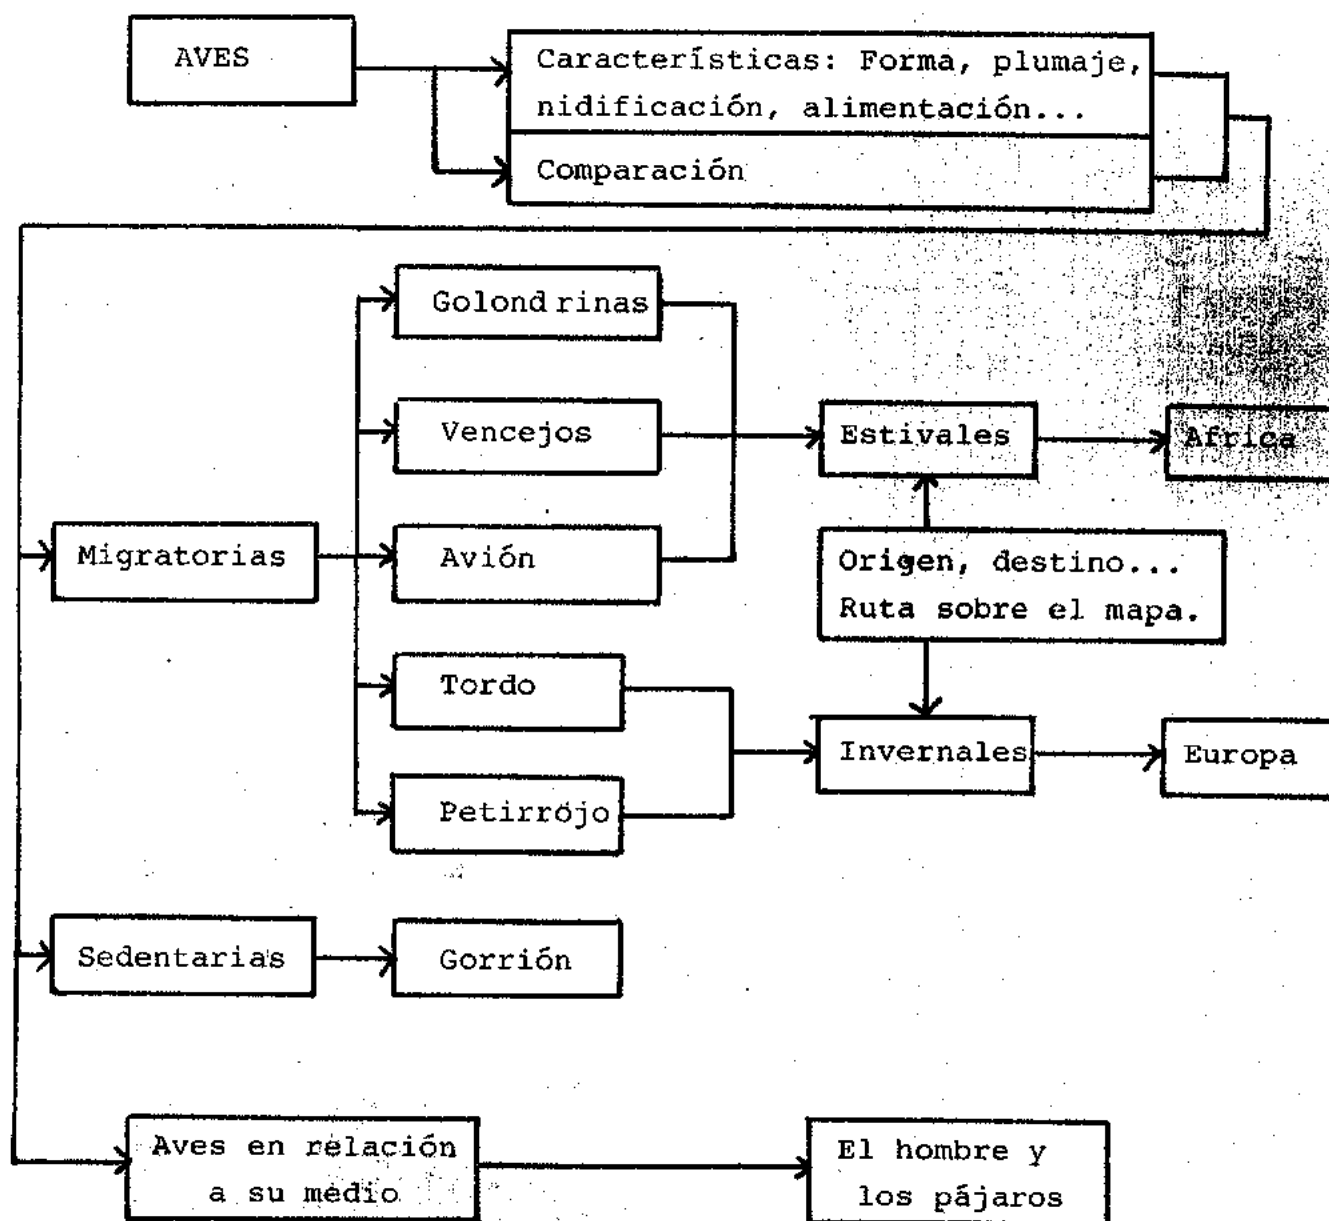 AVES
Características: Forma, plumaje,
nidificación, alimentación...
Comparación
Golondrinas
Vencejos
Estivales
Africa
Migratorias
Avión
Origen, destino...
Ruta sobre el mapa.
Tordo
Invernales
Europa
Petirrojo
Sedentarias
Gorrión
Aves en relación
a su medio
El hombre y
los pájaros